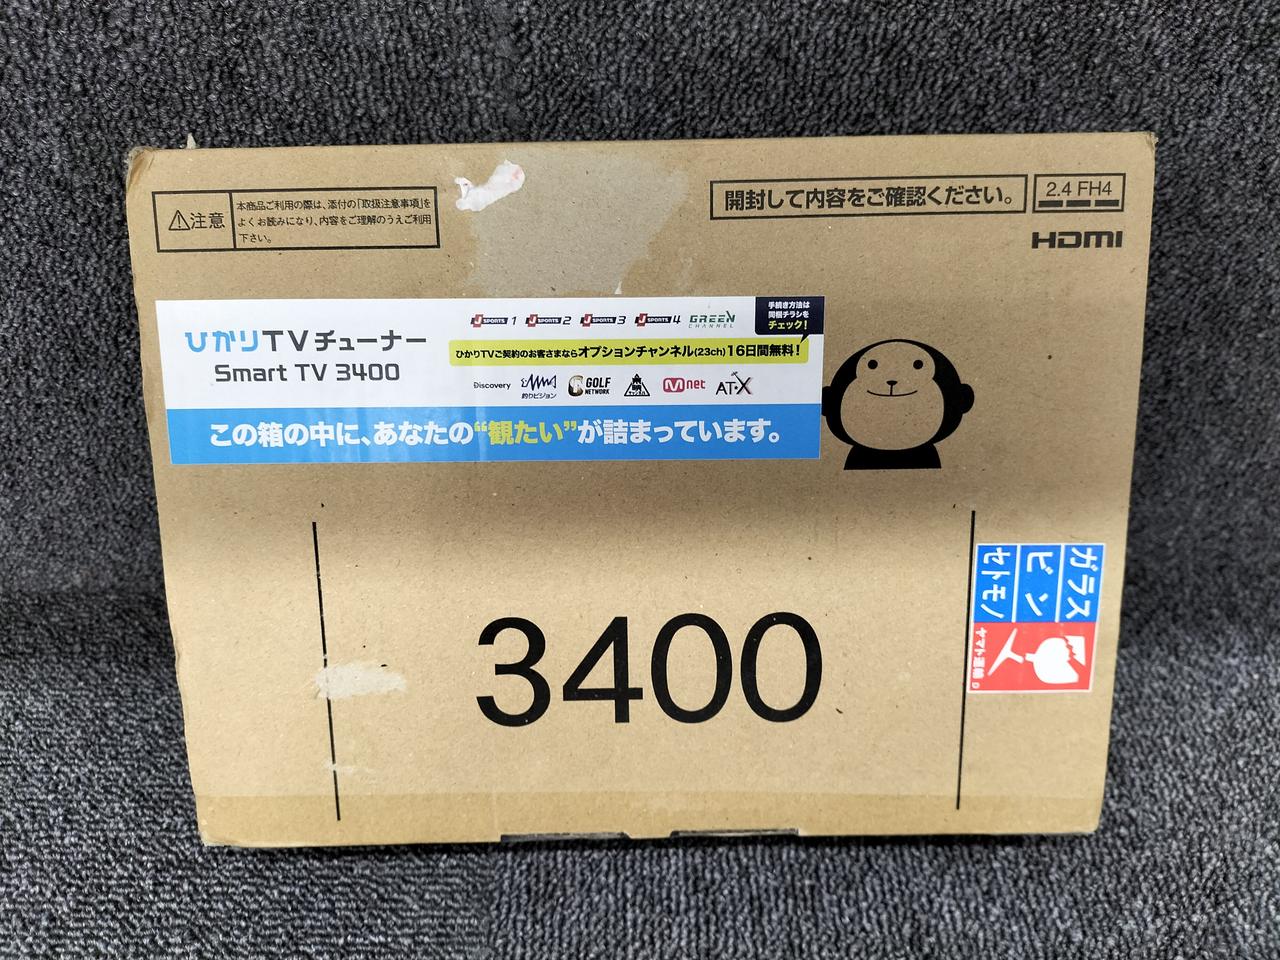 注意
本商品ご利用の際は、添付の「取扱注意事項」を
よくお読みになり、内容をご理解のうえご利用
下さい。
開封して内容をご確認ください。
2.4 FH4
HDMI
ひかりTVチューナー
Smart TV 3400
J SPORTS 1 J SPORTS 2 J SPORTS 3 J SPORTS 4 GREEN CHANNEL
手続き方法は
同梱チラシを
チェック!
ひかりTVご契約のお客さまならオプションチャンネル(23ch)16日間無料!
Discovery 釣りビジョン GOLF NETWORK Mnet AT-X
この箱の中に、あなたの“観たい”が詰まっています。
3400
ガラス
ビン
セトモノ
ヤマト運輸 D